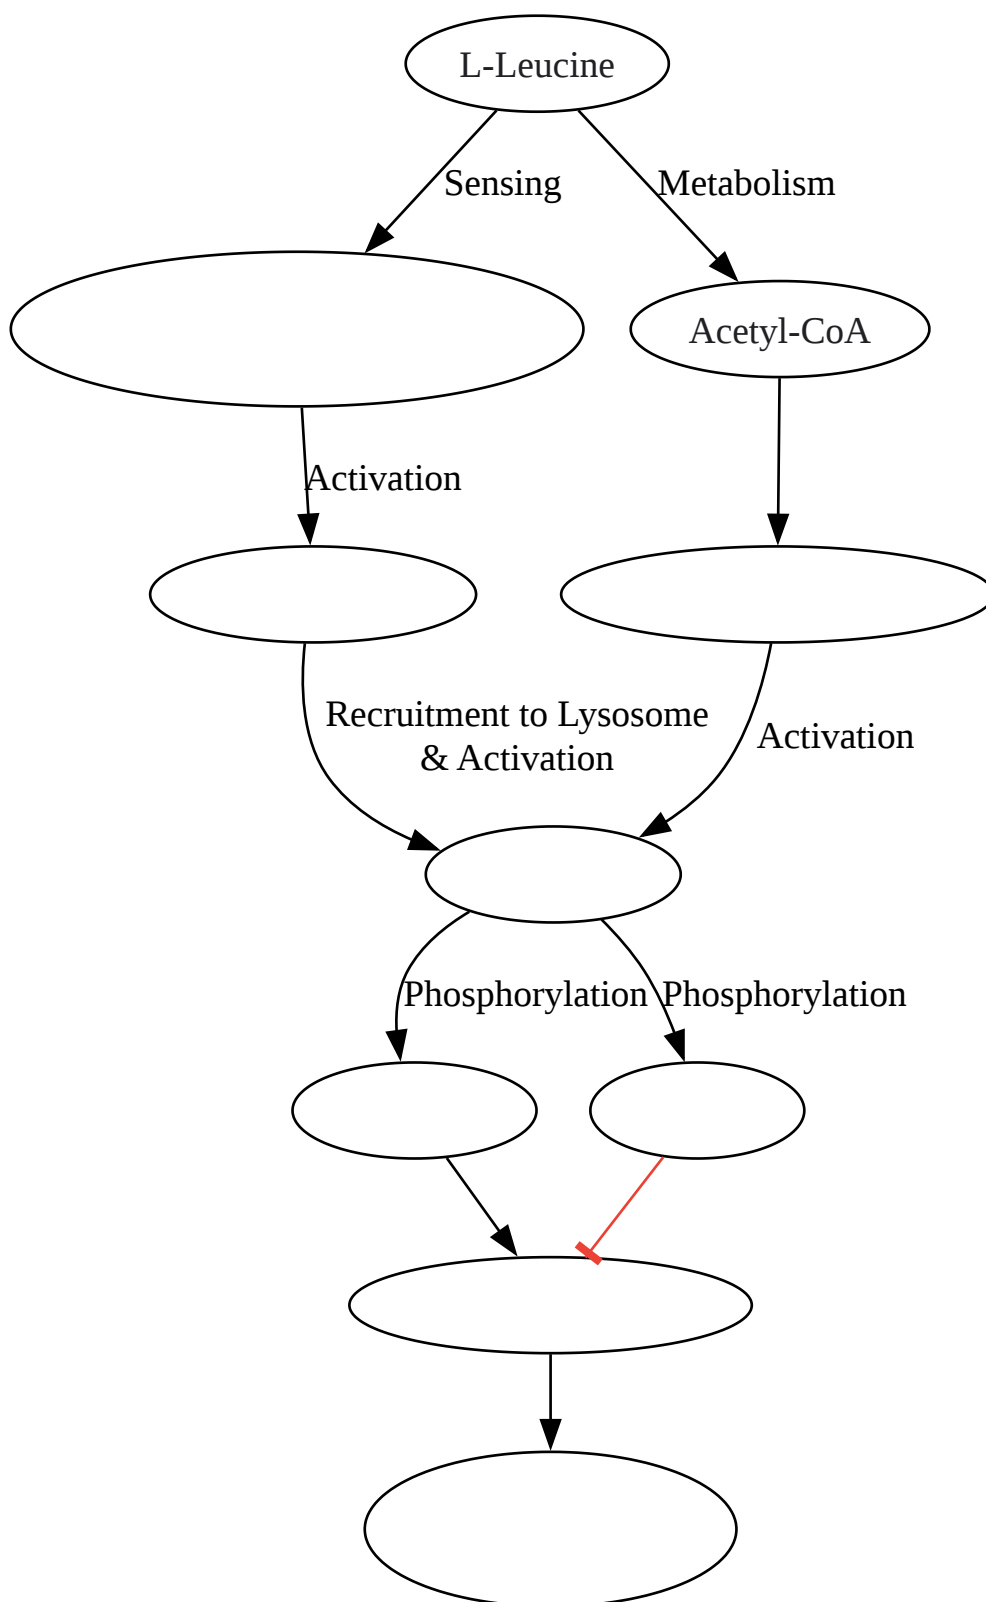 L-Leucine
Sensing
Metabolism
Acetyl-CoA
Activation
Recruitment to Lysosome
& Activation
Activation
Phosphorylation
Phosphorylation